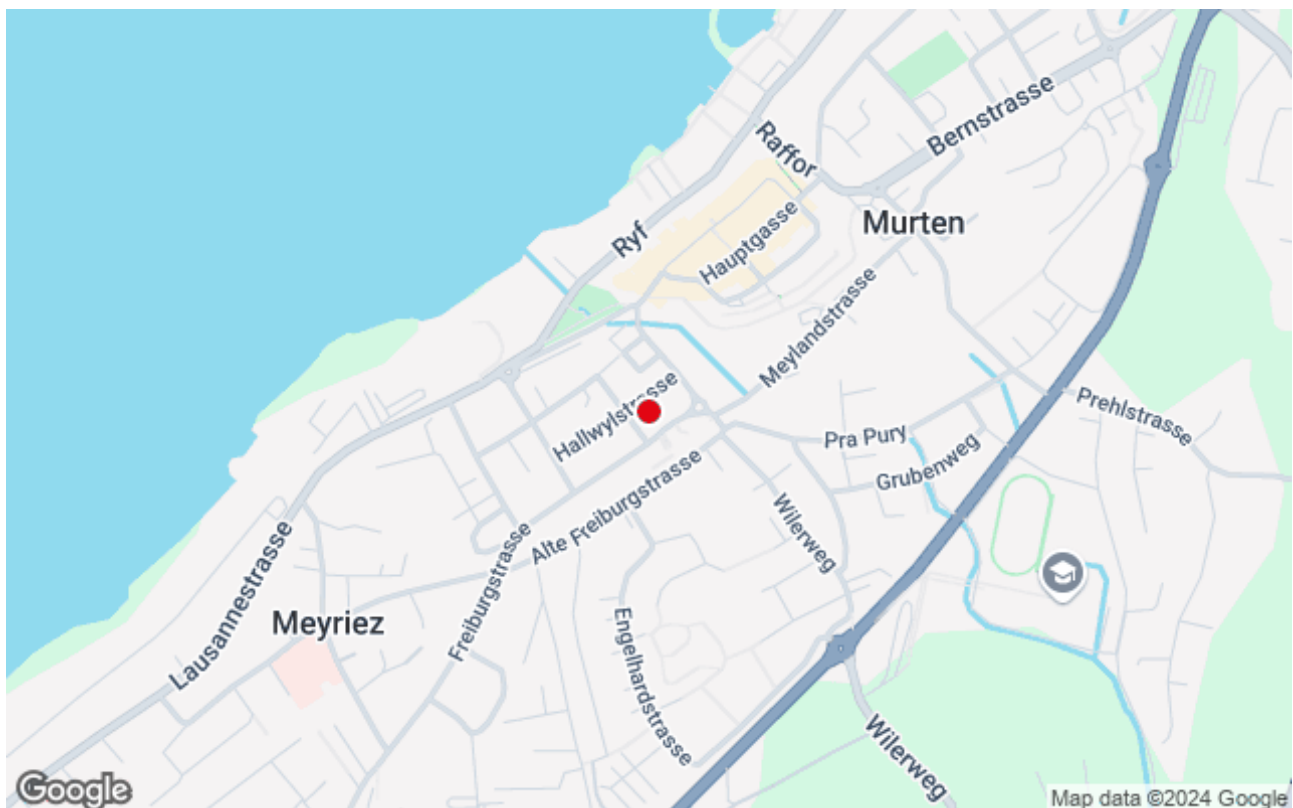 Bernstrasse
Raffor
Murten
Ryf
Hauptgasse
Meylandstrasse
Hallwylstrasse
Prehlstrasse
Pra Pury
Grubenweg
Alte Freiburgstrasse
Wilerweg
Lausannestrasse
Freiburgstrasse
Meyriez
Engelhardstrasse
Wilerweg
Google
Map data ©2024 Google